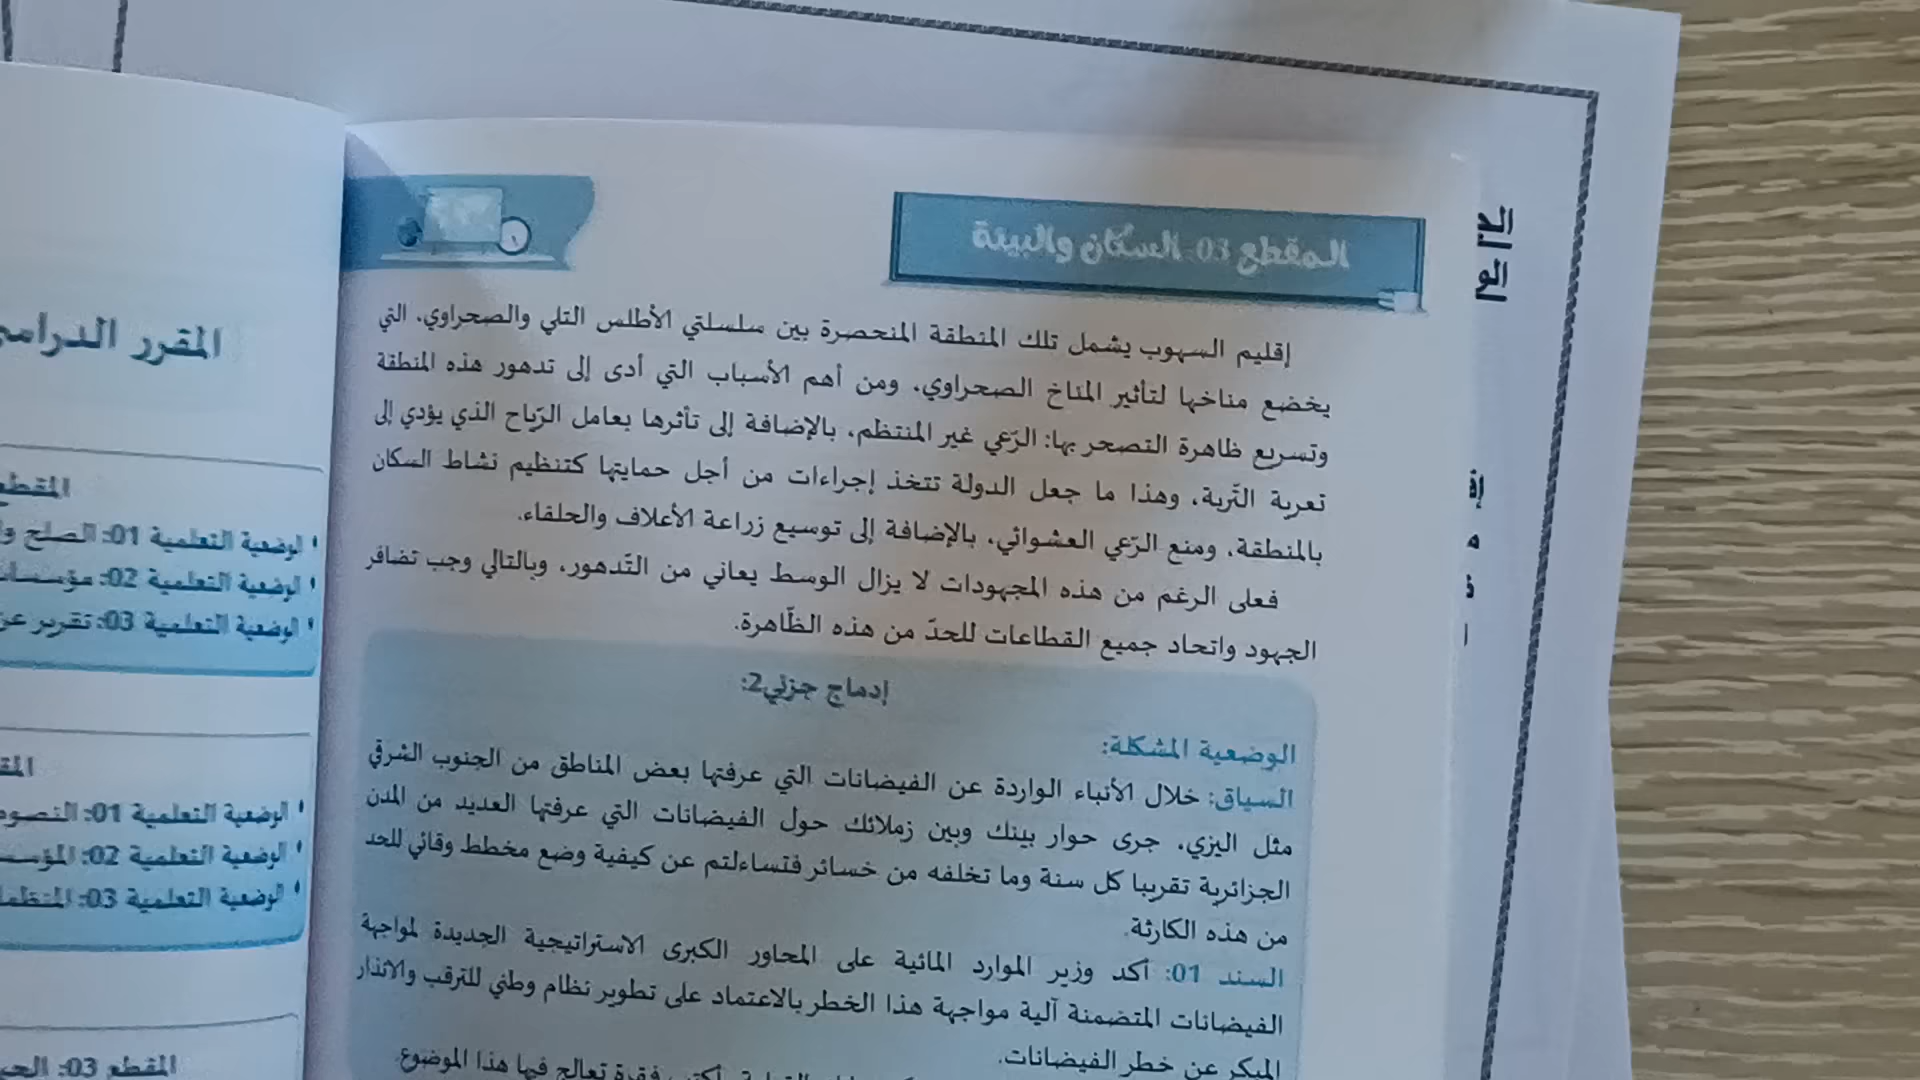 المقطع 03: السكان والبيئة
إقليم السهوب يشمل تلك المنطقة المنحصرة بين سلسلتي الأطلس التلي والصحراوي، التي
يخضع مناخها لتأثير المناخ الصحراوي، ومن أهم الأسباب التي أدى إلى تدهور هذه المنطقة
وتسريع ظاهرة التصحر بها: الرّعي غير المنتظم، بالإضافة إلى تأثرها بعامل الرّياح الذي يؤدي إلى
تعرية التّربة، وهذا ما جعل الدولة تتخذ إجراءات من أجل حمايتها كتنظيم نشاط السكان
بالمنطقة، ومنع الرّعي العشوائي، بالإضافة إلى توسيع زراعة الأعلاف والحلفاء.
فعلى الرغم من هذه المجهودات لا يزال الوسط يعاني من التّدهور، وبالتالي وجب تضافر
الجهود واتحاد جميع القطاعات للحدّ من هذه الظّاهرة.
إدماج جزئي2:
الوضعية المشكلة:
السياق: خلال الأنباء الواردة عن الفيضانات التي عرفتها بعض المناطق من الجنوب الشرقي
مثل اليزي، جرى حوار بينك وبين زملائك حول الفيضانات التي عرفتها العديد من المدن
الجزائرية تقريبا كل سنة وما تخلفه من خسائر فتساءلتم عن كيفية وضع مخطط وقائي للحد
من هذه الكارثة.
السند 01: أكد وزير الموارد المائية على المحاور الكبرى الاستراتيجية الجديدة لمواجهة
الفيضانات المتضمنة آلية مواجهة هذا الخطر بالاعتماد على تطوير نظام وطني للترقب والانذار
المبكر عن خطر الفيضانات.
أكتب فقرة تعالج فيها هذا الموضوع.
المقرر
المقطع
الوضعية التعلمية 01: الصلح
الوضعية التعلمية 02:
الوضعية التعلمية 03: تقرير
الوضعية التعلمية 01:
الوضعية التعلمية 02:
الوضعية التعلمية 03:
المقطع 03: